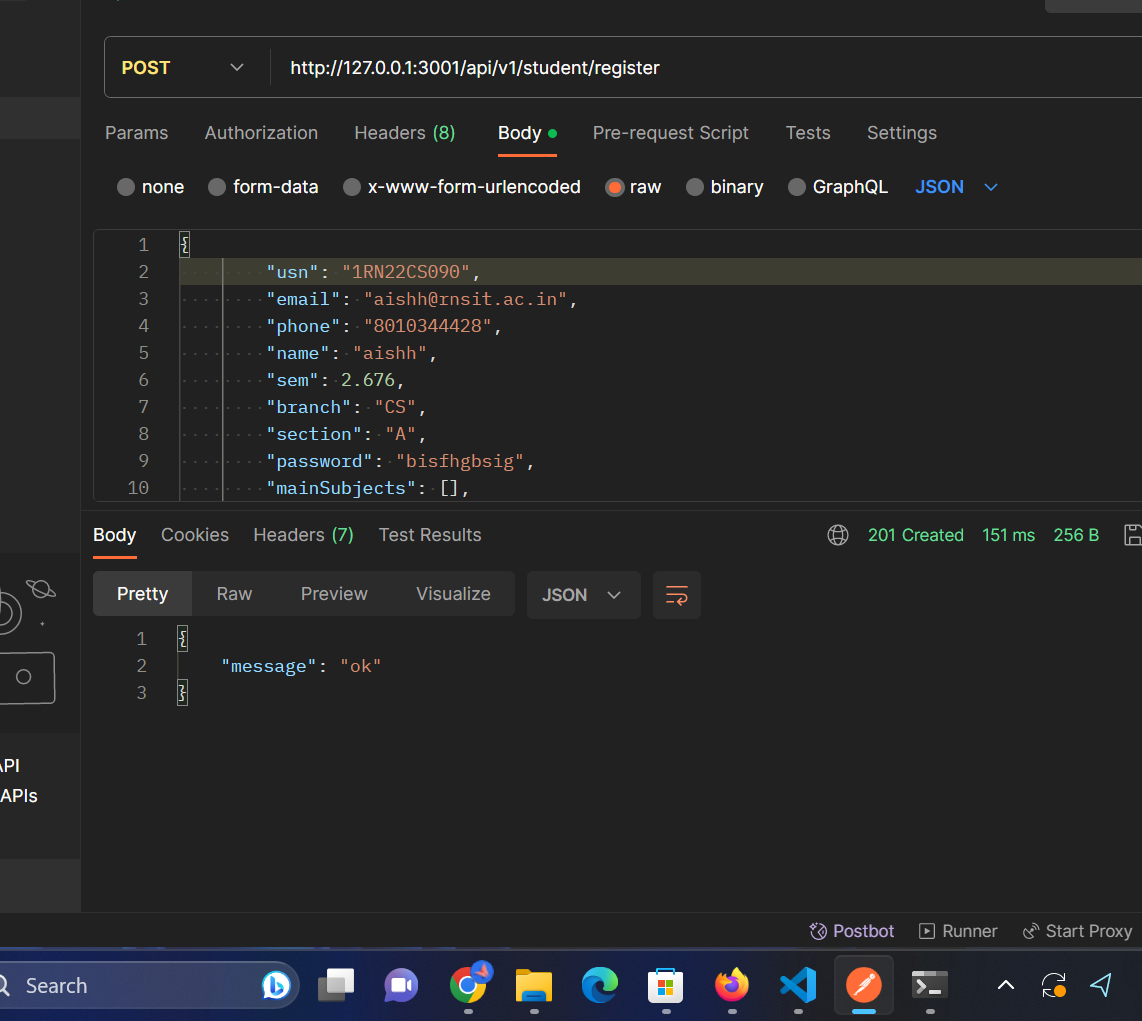 POST http://127.0.0.1:3001/api/v1/student/register
Params Authorization Headers (8) Body Pre-request Script Tests Settings
none form-data x-www-form-urlencoded raw binary GraphQL JSON
1 {
2 "usn": "1RN22CS090",
3 "email": "aishh@rnsit.ac.in",
4 "phone": "8010344428",
5 "name": "aishh",
6 "sem": 2.676,
7 "branch": "CS",
8 "section": "A",
9 "password": "bisfhgbsig",
10 "mainSubjects": [],
Body Cookies Headers (7) Test Results 201 Created 151 ms 256 B
Pretty Raw Preview Visualize JSON
1 {
2 "message": "ok"
3 }
API
APIs
Postbot Runner Start Proxy
Search